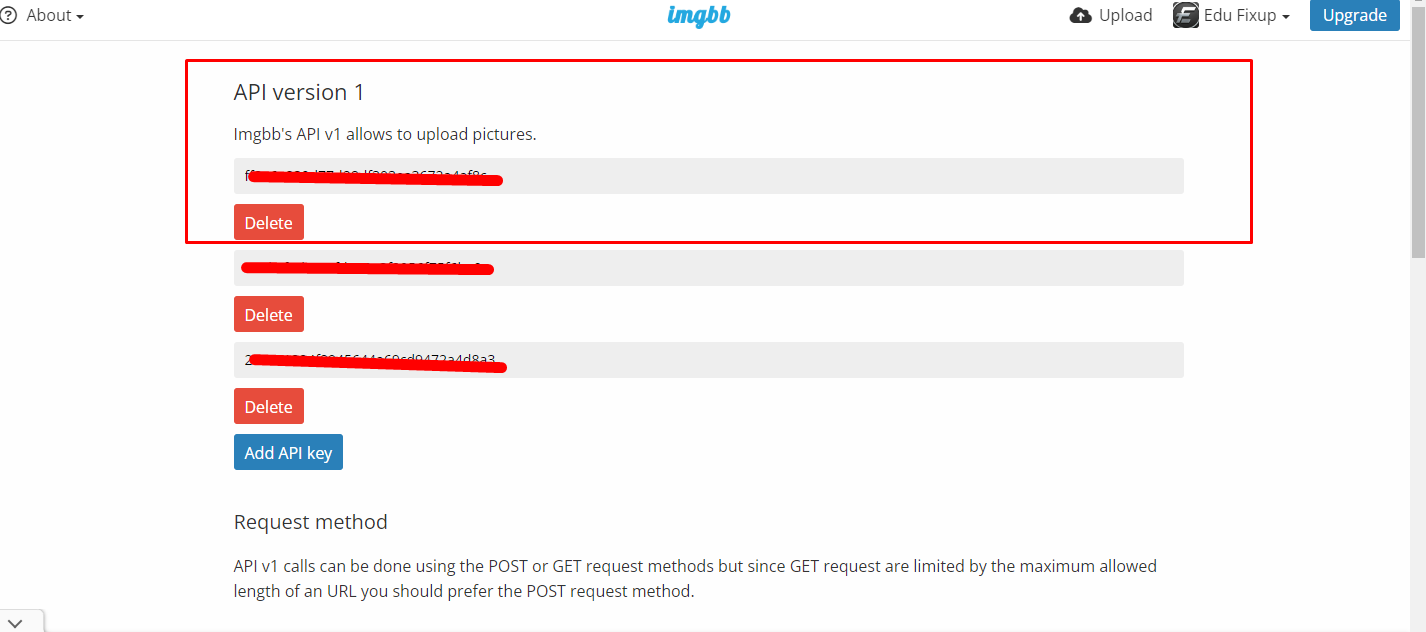 About
imgbb
Upload
Edu Fixup
Upgrade
API version 1
Imgbb's API v1 allows to upload pictures.
Delete
Delete
Delete
Add API key
Request method
API v1 calls can be done using the POST or GET request methods but since GET request are limited by the maximum allowed
length of an URL you should prefer the POST request method.